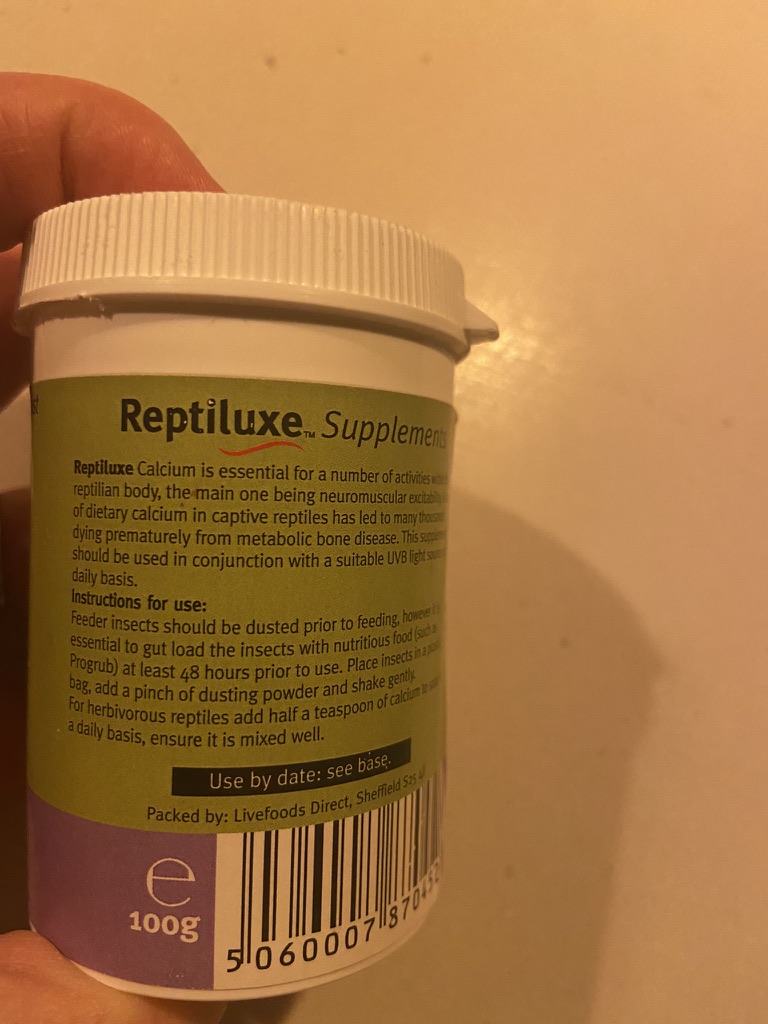 Reptiluxe™ Supplements
Reptiluxe Calcium is essential for a number of activities
reptilian body, the main one being neuromuscular excitability
of dietary calcium in captive reptiles has led to many
dying prematurely from metabolic bone disease. This
should be used in conjunction with a suitable UVB light
daily basis.
Instructions for use:
Feeder insects should be dusted prior to feeding, however
essential to gut load the insects with nutritious food (such
Progrub) at least 48 hours prior to use. Place insects in a
bag, add a pinch of dusting powder and shake gently.
For herbivorous reptiles add half a teaspoon of calcium to
a daily basis, ensure it is mixed well.
Use by date: see base.
Packed by: Livefoods Direct, Sheffield S25
e
100g
5 060007 87045